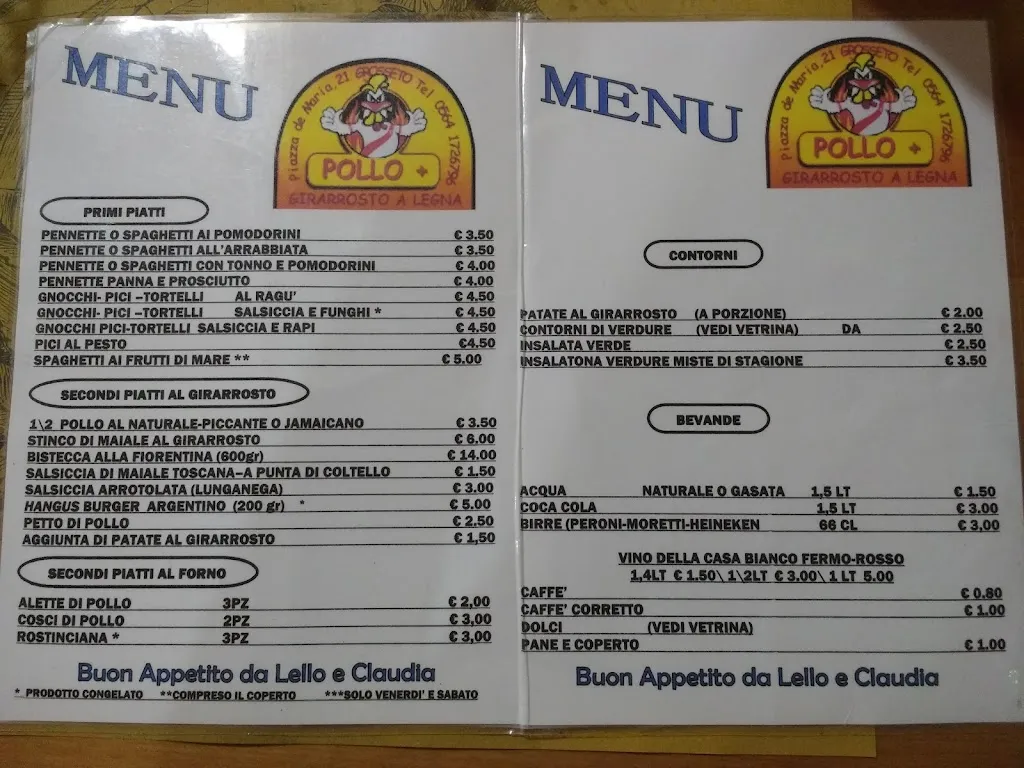 MENU
Piazza de Maria,21 GROSSETO Tel 0564 1726796
POLLO +
GIRARROSTO A LEGNA
PRIMI PIATTI
PENNETTE O SPAGHETTI AI POMODORINI € 3.50
PENNETTE O SPAGHETTI ALL'ARRABBIATA € 3.50
PENNETTE O SPAGHETTI CON TONNO E POMODORINI € 4.00
PENNETTE PANNA E PROSCIUTTO € 4.00
GNOCCHI- PICI –TORTELLI AL RAGU' € 4.50
GNOCCHI- PICI –TORTELLI SALSICCIA E FUNGHI * € 4.50
GNOCCHI PICI-TORTELLI SALSICCIA E RAPI € 4.50
PICI AL PESTO €4.50
SPAGHETTI AI FRUTTI DI MARE ** € 5.00
SECONDI PIATTI AL GIRARROSTO
1\2 POLLO AL NATURALE-PICCANTE O JAMAICANO € 3.50
STINCO DI MAIALE AL GIRARROSTO € 6.00
BISTECCA ALLA FIORENTINA (600gr) € 14.00
SALSICCIA DI MAIALE TOSCANA–A PUNTA DI COLTELLO € 1.50
SALSICCIA ARROTOLATA (LUNGANEGA) € 3.00
HANGUS BURGER ARGENTINO (200 gr) * € 5.00
PETTO DI POLLO € 2.50
AGGIUNTA DI PATATE AL GIRARROSTO € 1,50
SECONDI PIATTI AL FORNO
ALETTE DI POLLO 3PZ € 2,00
COSCI DI POLLO 2PZ € 3,00
ROSTINCIANA * 3PZ € 3,00
Buon Appetito da Lello e Claudia
* PRODOTTO CONGELATO **COMPRESO IL COPERTO ***SOLO VENERDI' E SABATO
MENU
Piazza de Maria,21 GROSSETO Tel 0564 1726796
POLLO +
GIRARROSTO A LEGNA
CONTORNI
PATATE AL GIRARROSTO (A PORZIONE) € 2.00
CONTORNI DI VERDURE (VEDI VETRINA) DA € 2.50
INSALATA VERDE € 2.50
INSALATONA VERDURE MISTE DI STAGIONE € 3.50
BEVANDE
ACQUA NATURALE O GASATA 1,5 LT € 1.50
COCA COLA 1,5 LT € 3.00
BIRRE (PERONI-MORETTI-HEINEKEN 66 CL € 3,00
VINO DELLA CASA BIANCO FERMO-ROSSO
1,4LT € 1.50\ 1\2LT € 3.00\ 1 LT 5.00
CAFFE' € 0.80
CAFFE' CORRETTO € 1.00
DOLCI (VEDI VETRINA)
PANE E COPERTO € 1.00
Buon Appetito da Lello e Claudia